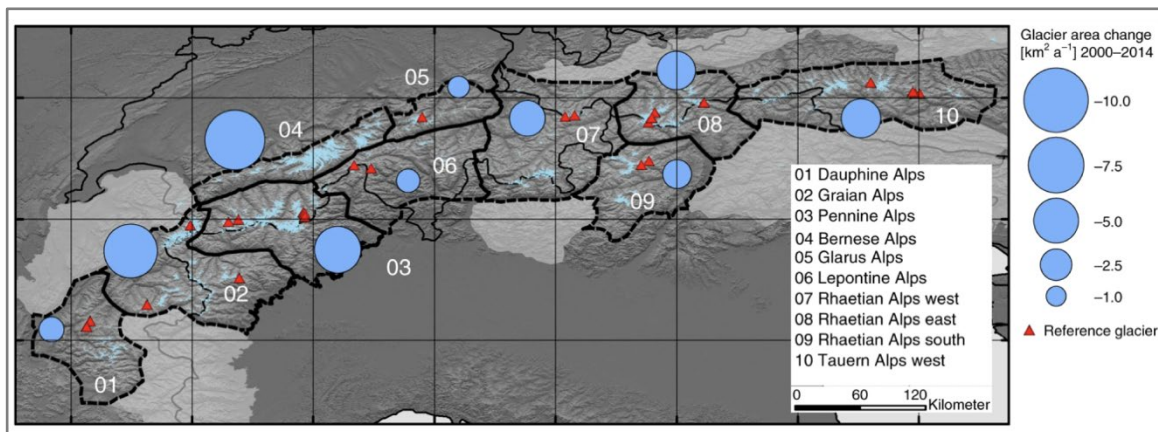 05
04
07
08
10
06
09
03
02
01
01 Dauphine Alps
02 Graian Alps
03 Pennine Alps
04 Bernese Alps
05 Glarus Alps
06 Lepontine Alps
07 Rhaetian Alps west
08 Rhaetian Alps east
09 Rhaetian Alps south
10 Tauern Alps west
0 60 120
Kilometer
Glacier area change
[km² a⁻¹] 2000–2014
–10.0
–7.5
–5.0
–2.5
–1.0
Reference glacier